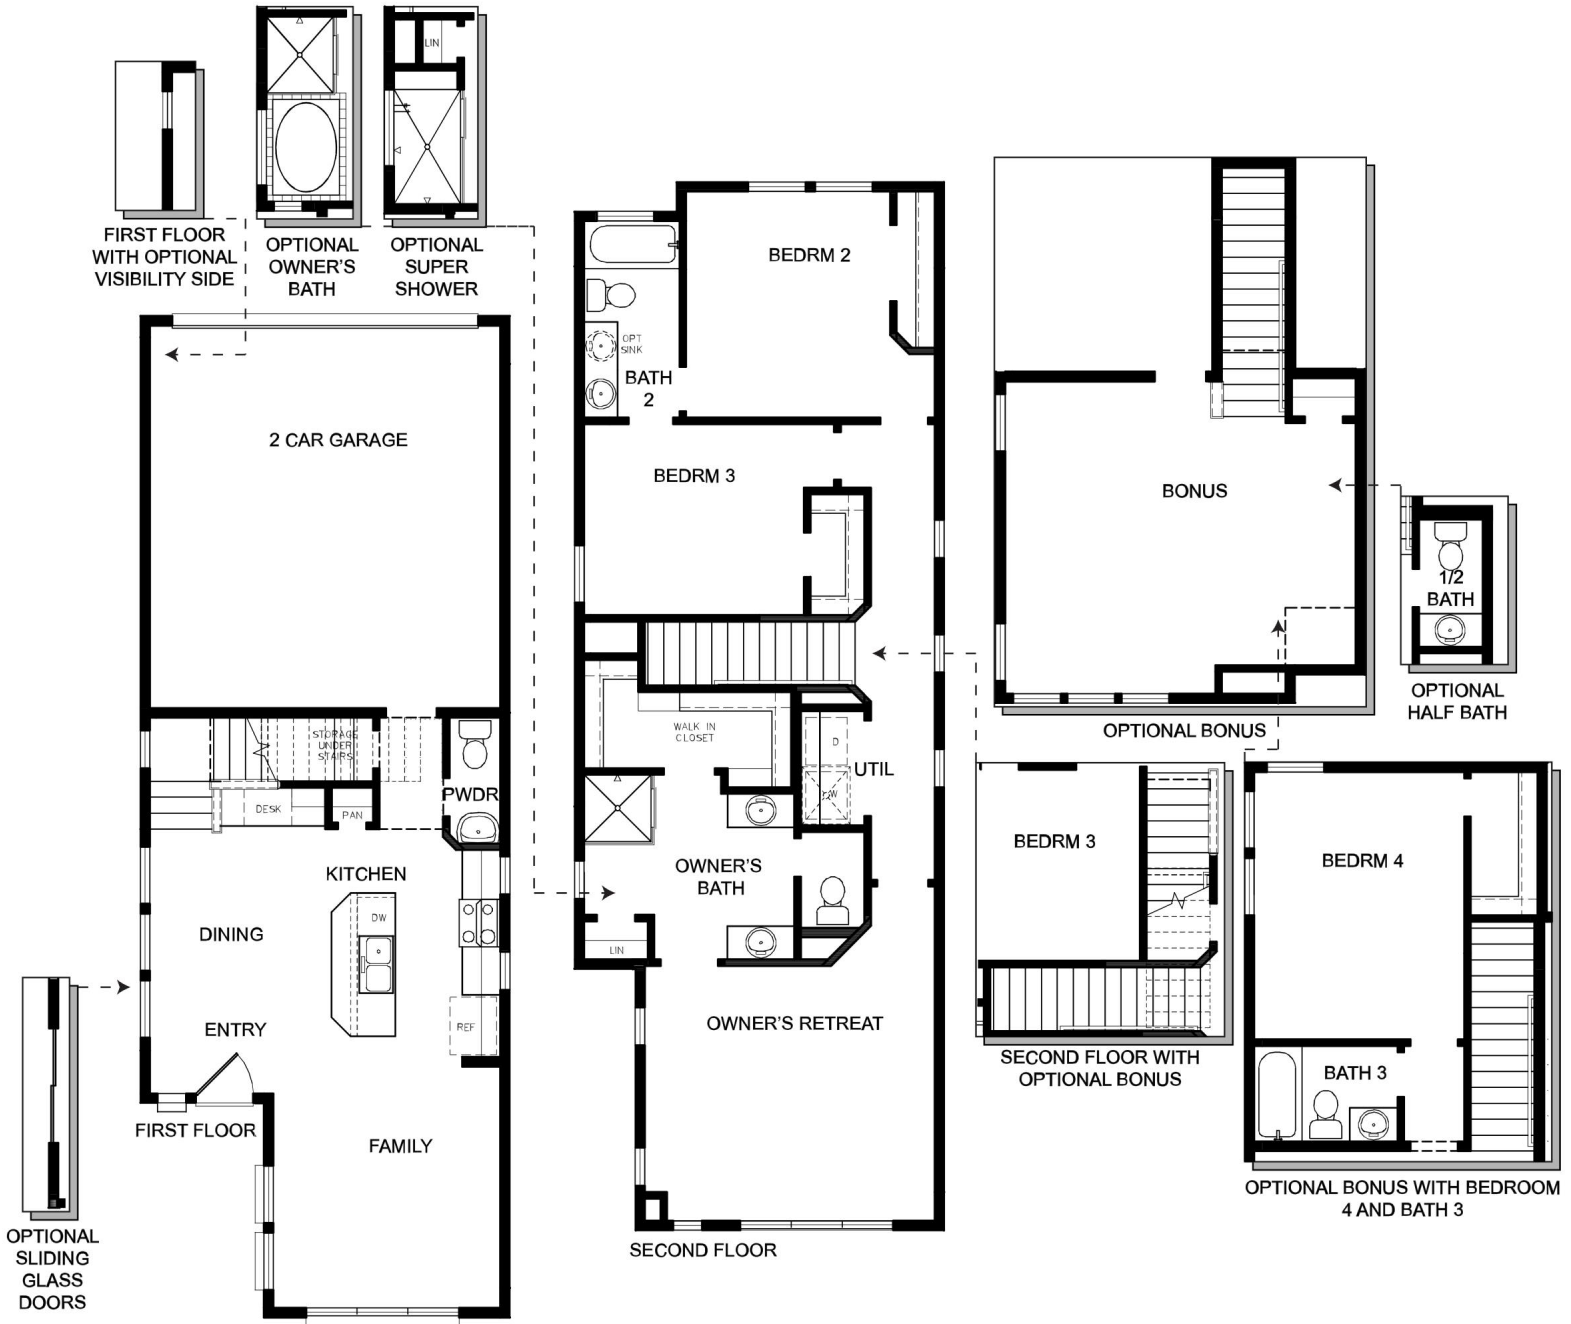 LIN
FIRST FLOOR
WITH OPTIONAL
VISIBILITY SIDE
OPTIONAL
OWNER'S
BATH
OPTIONAL
SUPER
SHOWER
2 CAR GARAGE
STORAGE
UNDER
STAIRS
DESK
PAN
PWDR
KITCHEN
DW
DINING
ENTRY
REF
FIRST FLOOR
FAMILY
OPTIONAL
SLIDING
GLASS
DOORS
BEDRM 2
OPT
SINK
BATH
2
BEDRM 3
WALK IN
CLOSET
D
W
UTIL
OWNER'S
BATH
LIN
OWNER'S RETREAT
SECOND FLOOR
BONUS
OPTIONAL BONUS
1/2
BATH
OPTIONAL
HALF BATH
BEDRM 3
SECOND FLOOR WITH
OPTIONAL BONUS
BEDRM 4
BATH 3
OPTIONAL BONUS WITH BEDROOM
4 AND BATH 3